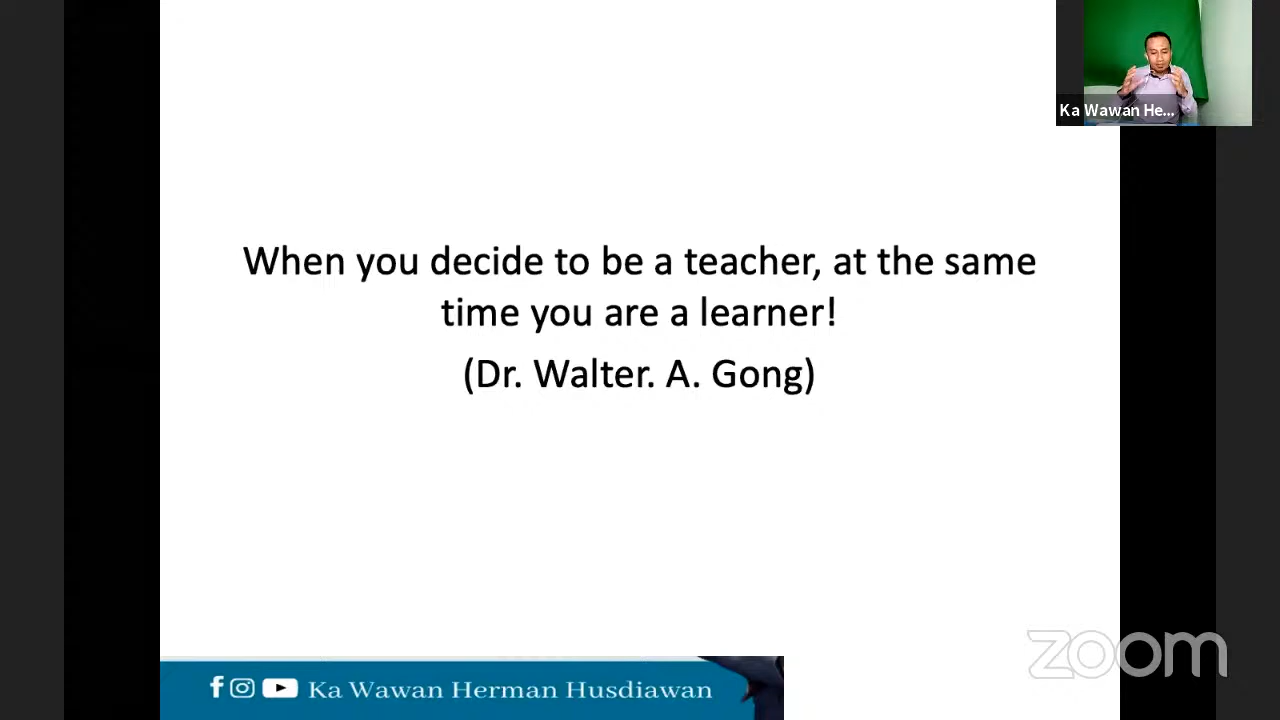 Ka Wawan He...
When you decide to be a teacher, at the same
time you are a learner!
(Dr. Walter. A. Gong)
zoom
Ka Wawan Herman Husdiawan